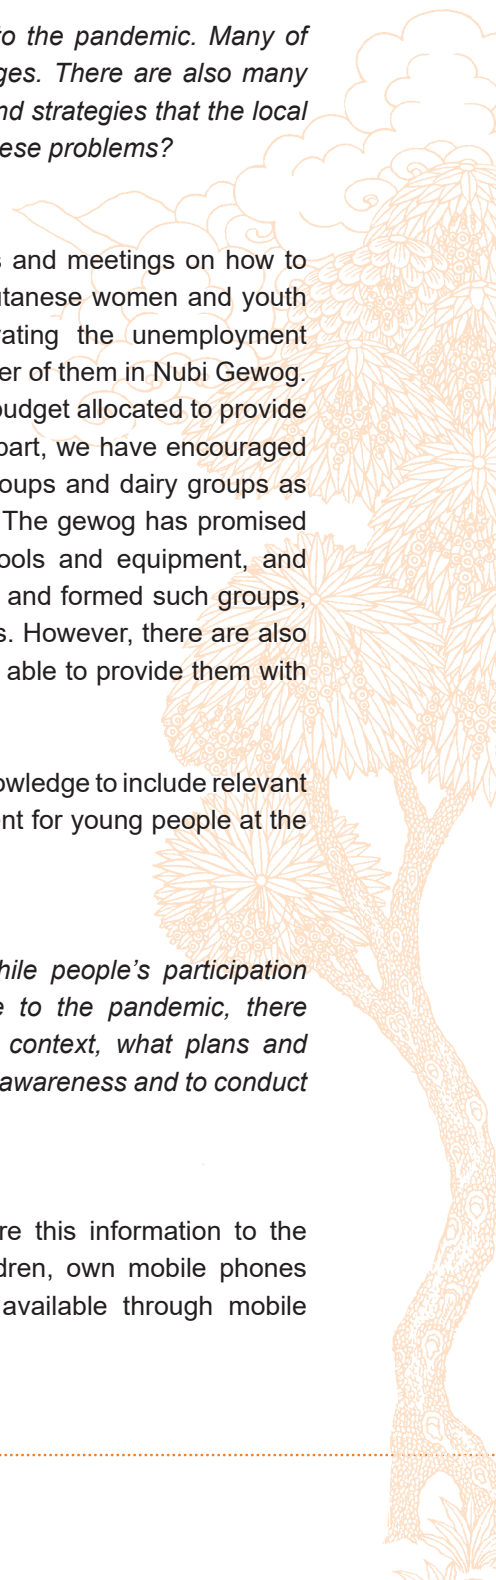 to the pandemic. Many of
ges. There are also many
nd strategies that the local
ese problems?
s and meetings on how to
utanese women and youth
rating the unemployment
er of them in Nubi Gewog.
budget allocated to provide
part, we have encouraged
oups and dairy groups as
The gewog has promised
ools and equipment, and
and formed such groups,
s. However, there are also
able to provide them with
owledge to include relevant
ent for young people at the
hile people’s participation
e to the pandemic, there
context, what plans and
awareness and to conduct
re this information to the
dren, own mobile phones
available through mobile